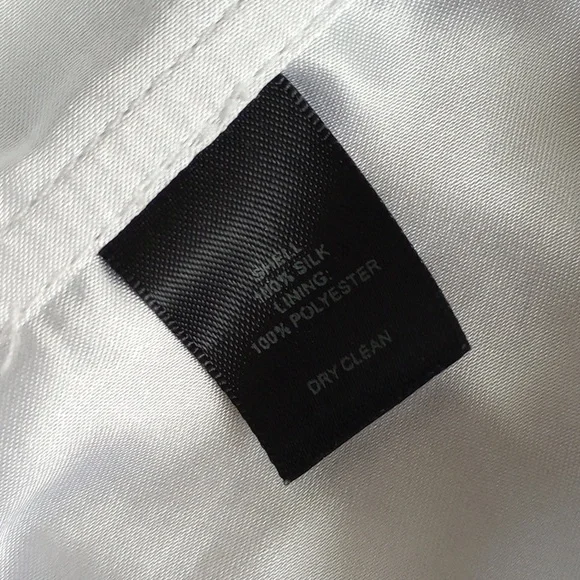 SHELL
100% SILK
LINING:
100% POLYESTER
DRY CLEAN